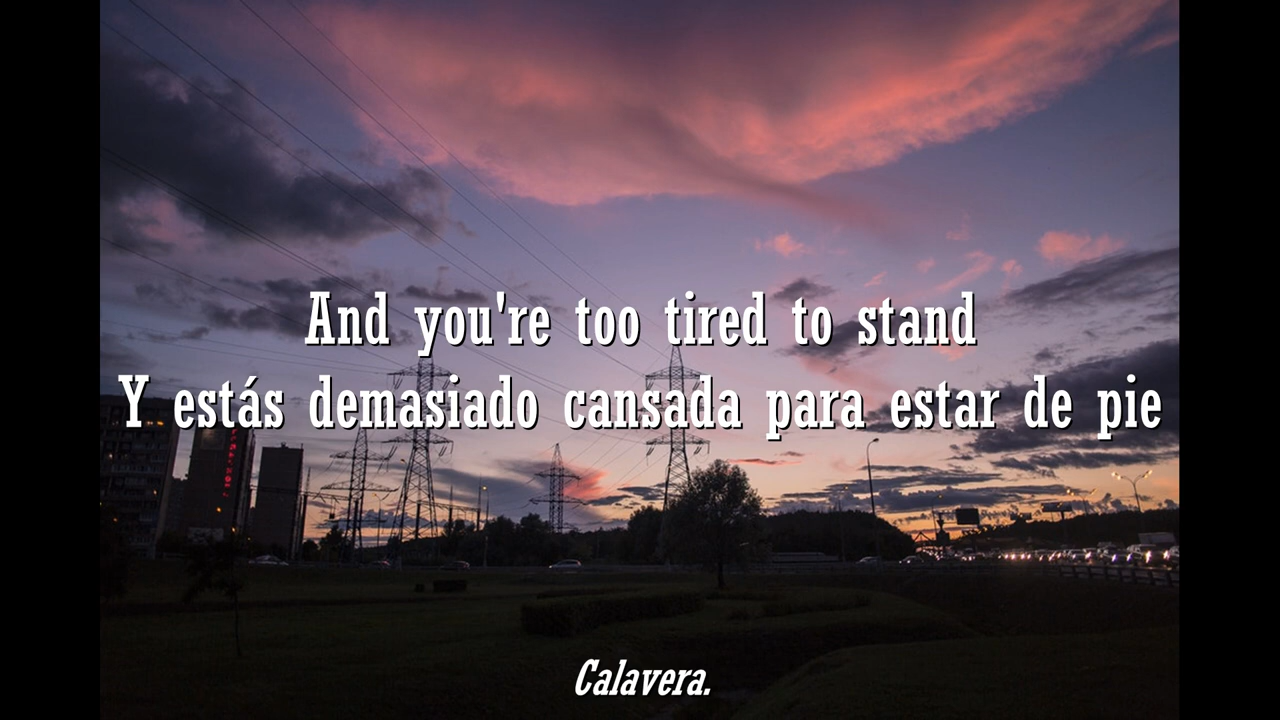 And you're too tired to stand
Y estás demasiado cansada para estar de pie
Calavera.